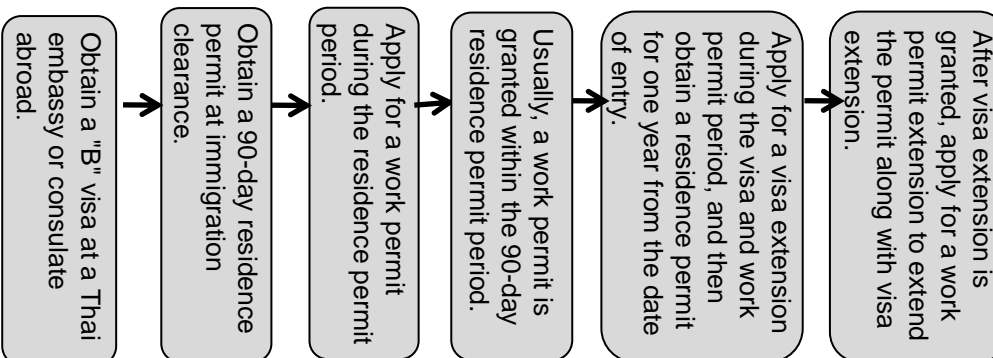 Obtain a "B" visa at a Thai
embassy or consulate
abroad.
Obtain a 90-day residence
permit at immigration
clearance.
Apply for a work permit
during the residence permit
period.
Usually, a work permit is
granted within the 90-day
residence permit period.
Apply for a visa extension
during the visa and work
permit period, and then
obtain a residence permit
for one year from the date
of entry.
After visa extension is
granted, apply for a work
permit extension to extend
the permit along with visa
extension.